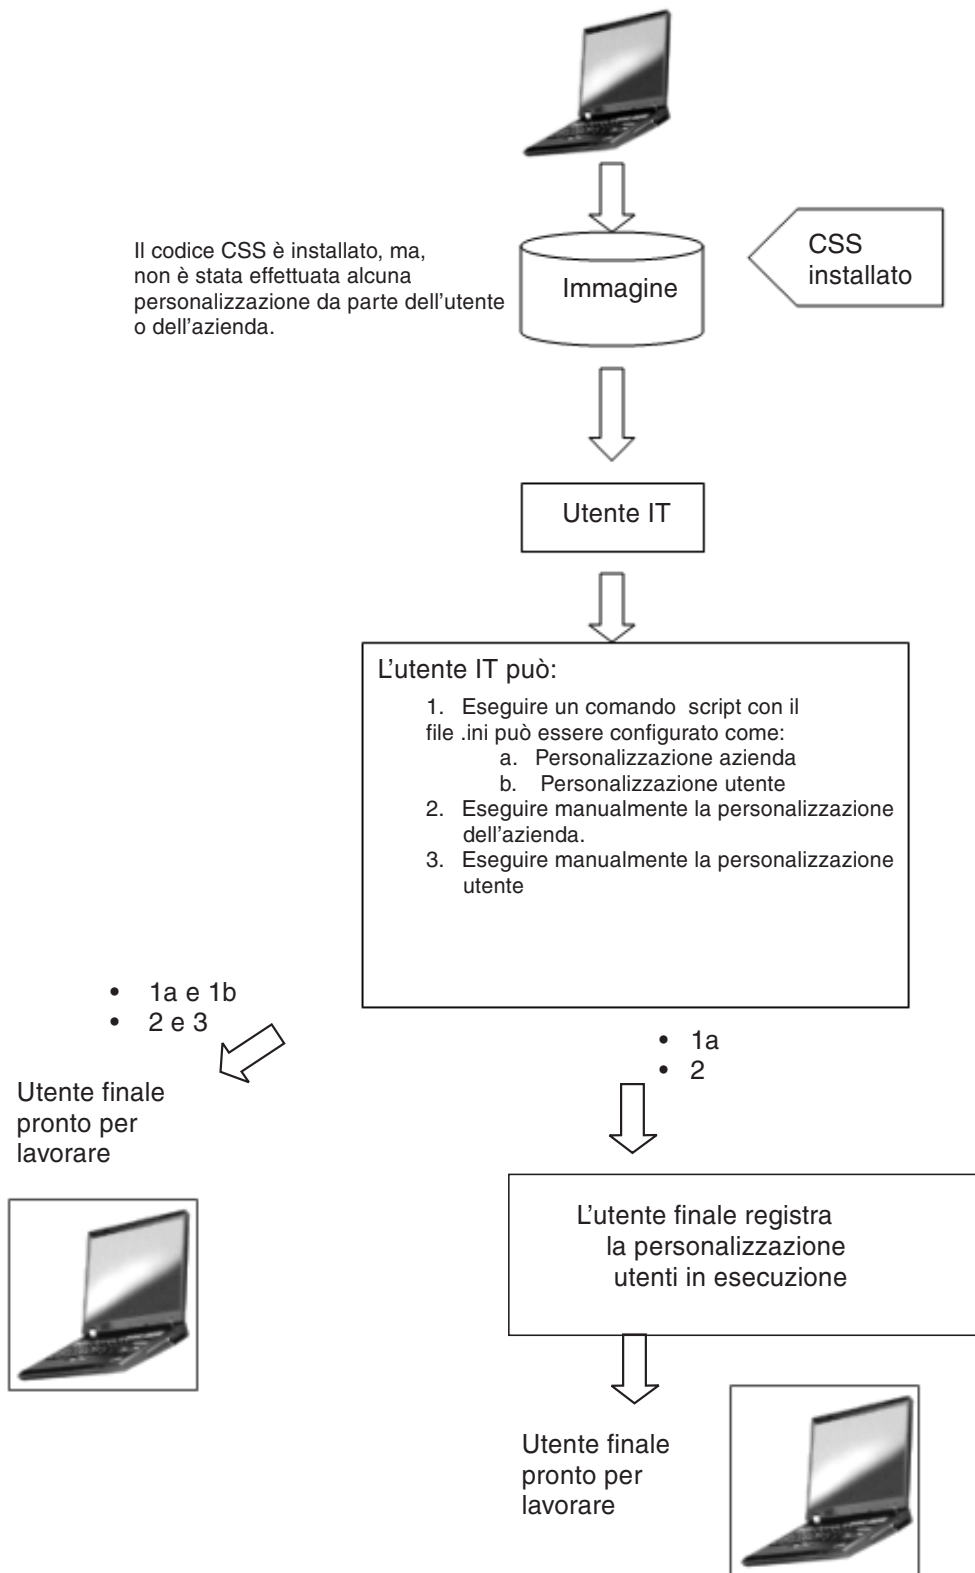 Il codice CSS è installato, ma,
non è stata effettuata alcuna
personalizzazione da parte dell'utente
o dell'azienda.
Immagine
CSS
installato
Utente IT
L'utente IT può:
1. Eseguire un comando script con il
file .ini può essere configurato come:
a. Personalizzazione azienda
b. Personalizzazione utente
2. Eseguire manualmente la personalizzazione
dell'azienda.
3. Eseguire manualmente la personalizzazione
utente
• 1a e 1b
• 2 e 3
Utente finale
pronto per
lavorare
• 1a
• 2
L'utente finale registra
la personalizzazione
utenti in esecuzione
Utente finale
pronto per
lavorare